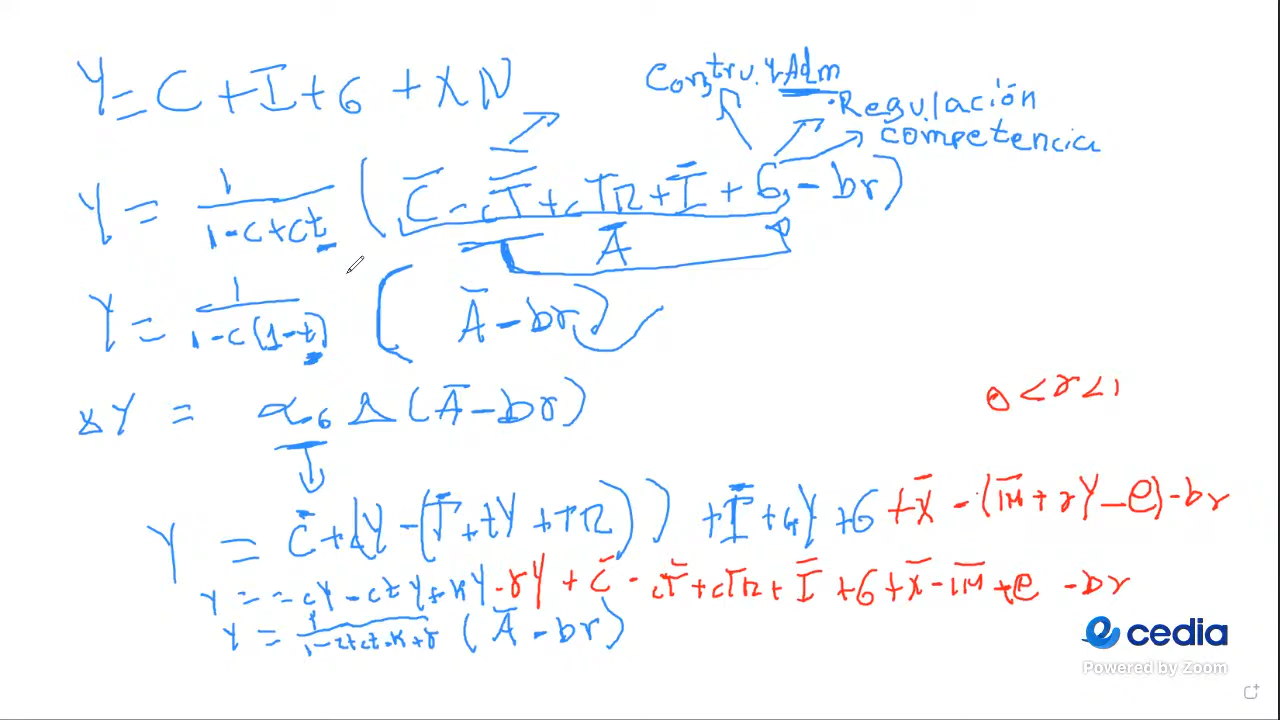 Y = C + I + G + XN
Constru. y Adm
Regulación
competencia
Y = 1/(1-c+ct) (C̄ - cT̄ + cTR + Ī + G - br)
Ā
Y = 1/(1-c(1-t)) (Ā - br)
0 < γ < 1
ΔY = α_G Δ(Ā - br)
Y = C̄ + c(Y - (T̄ + tY + TR)) + Ī + kY + G + X̄ - (IM̄ + γY - e) - br
Y = = cY - ctY + kY - γY + C̄ - cT̄ + cTR + Ī + G + X̄ - IM̄ + e - br
Y = 1/(1-c+ct-k+γ) (Ā - br)
cedia
Powered by Zoom